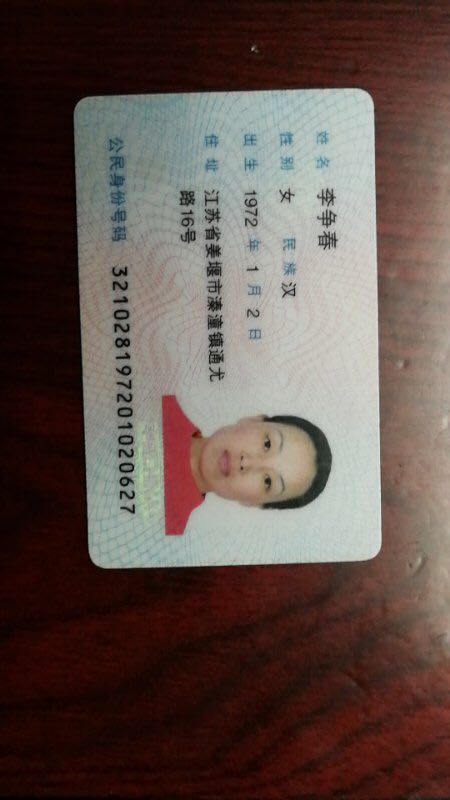 姓名 李争春
性别 女 民族 汉
出生 1972 年 1 月 2 日
住址 江苏省姜堰市溱潼镇通尤
路16号
公民身份号码 321028197201020627